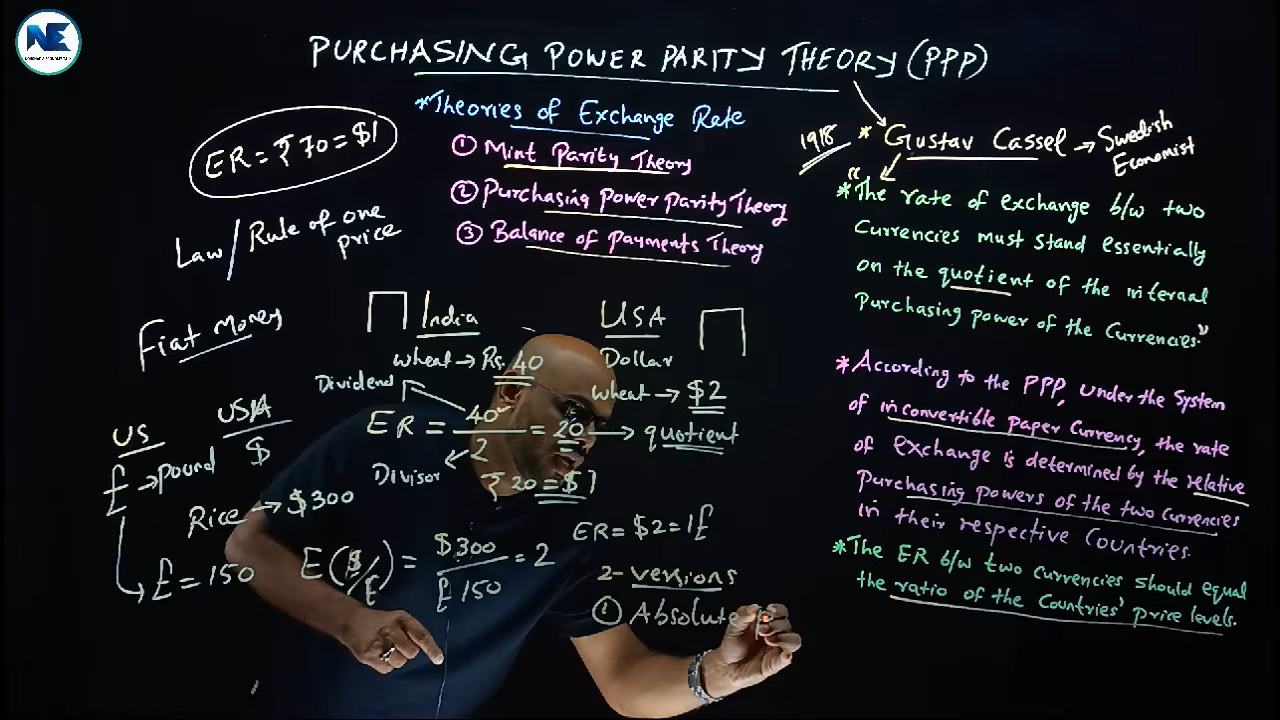 NE
PURCHASING POWER PARITY THEORY (PPP)
*Theories of Exchange Rate
① Mint Parity Theory
② Purchasing Power Parity Theory
③ Balance of Payments Theory
ER = ₹70 = $1
Law / Rule of one
price
Fiat Money
1918 * Gustav Cassel → Swedish
Economist
*"The rate of exchange b/w two
Currencies must stand essentially
on the quotient of the internal
Purchasing power of the Currencies."
*According to the PPP, under the System
of inconvertible paper currency, the rate
of exchange is determined by the relative
Purchasing powers of the two currencies
in their respective Countries.
*The ER b/w two currencies should equal
the ratio of the Countries' price levels.
India
USA
Wheat → Rs. 40
Dollar
Wheat → $2
Dividend
ER = 40/2 = 20 → quotient
Divisor
₹20 = $1
US
USA
£ → pound
$
Rice → $300
£ = 150
E($/£) = $300/£150 = 2
ER = $2 = 1£
2-versions
① Absolute